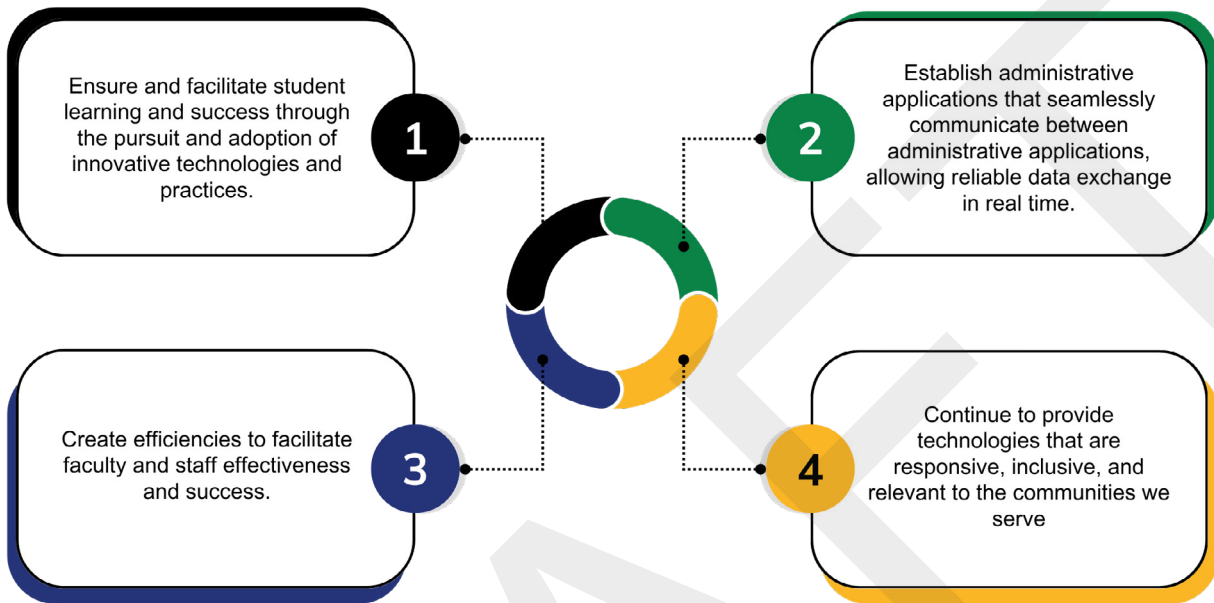 Ensure and facilitate student
learning and success through
the pursuit and adoption of
innovative technologies and
practices.
1
2
Establish administrative
applications that seamlessly
communicate between
administrative applications,
allowing reliable data exchange
in real time.
Create efficiencies to facilitate
faculty and staff effectiveness
and success.
3
4
Continue to provide
technologies that are
responsive, inclusive, and
relevant to the communities we
serve